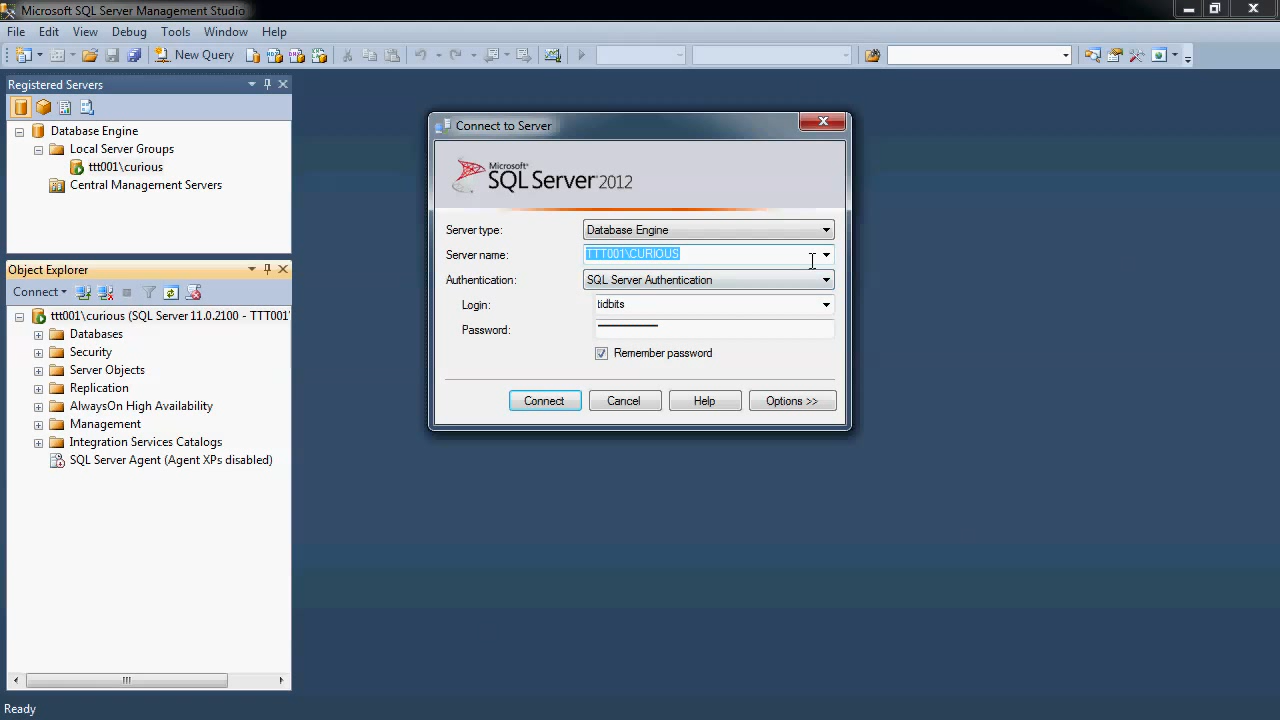 Microsoft SQL Server Management Studio
File Edit View Debug Tools Window Help
New Query
Registered Servers
Database Engine
Local Server Groups
ttt001\curious
Central Management Servers
Object Explorer
Connect
ttt001\curious (SQL Server 11.0.2100 - TTT001'
Databases
Security
Server Objects
Replication
AlwaysOn High Availability
Management
Integration Services Catalogs
SQL Server Agent (Agent XPs disabled)
Connect to Server
Microsoft®
SQL Server 2012
Server type: Database Engine
Server name: TTT001\CURIOUS
Authentication: SQL Server Authentication
Login: tidbits
Password:
Remember password
Connect Cancel Help Options >>
Ready